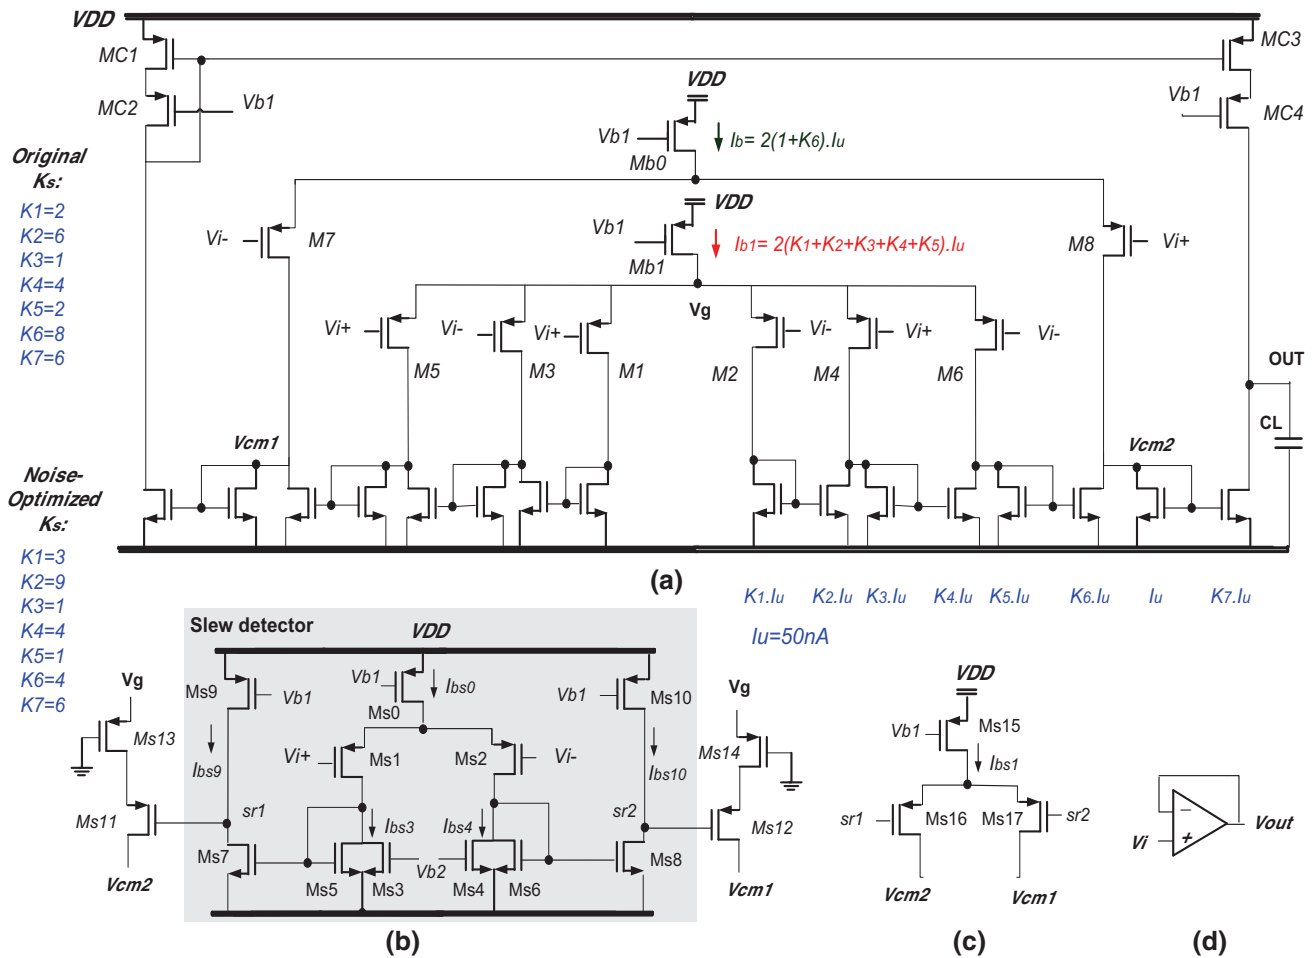 VDD
MC1
MC2
Vb1
MC3
Vb1
MC4
VDD
Vb1
Mb0
Ib= 2(1+K6).Iu
Original
Ks:
K1=2
K2=6
K3=1
K4=4
K5=2
K6=8
K7=6
Vi-
M7
VDD
Vb1
Mb1
Ib1= 2(K1+K2+K3+K4+K5).Iu
M8
Vi+
Vg
Vi+
M5
Vi-
M3
Vi+
M1
Vi-
M2
Vi+
M4
Vi-
M6
OUT
CL
Vcm1
Vcm2
Noise-
Optimized
Ks:
K1=3
K2=9
K3=1
K4=4
K5=1
K6=4
K7=6
(a)
K1.Iu K2.Iu K3.Iu K4.Iu K5.Iu K6.Iu Iu K7.Iu
Iu=50nA
Slew detector
VDD
Vg
Ms13
Ms11
Vcm2
Ms9
Vb1
Ibs9
sr1
Ms7
Vb1
Ms0
Ibs0
Vi+
Ms1
Ms2
Vi-
Ibs3
Ibs4
Ms5
Ms3
Vb2
Ms4
Ms6
Vb1
Ms10
Ibs10
sr2
Ms8
Vg
Ms14
Ms12
Vcm1
(b)
VDD
Vb1
Ms15
Ibs1
sr1
Ms16
Ms17
sr2
Vcm2
Vcm1
(c)
-
+
Vi
Vout
(d)